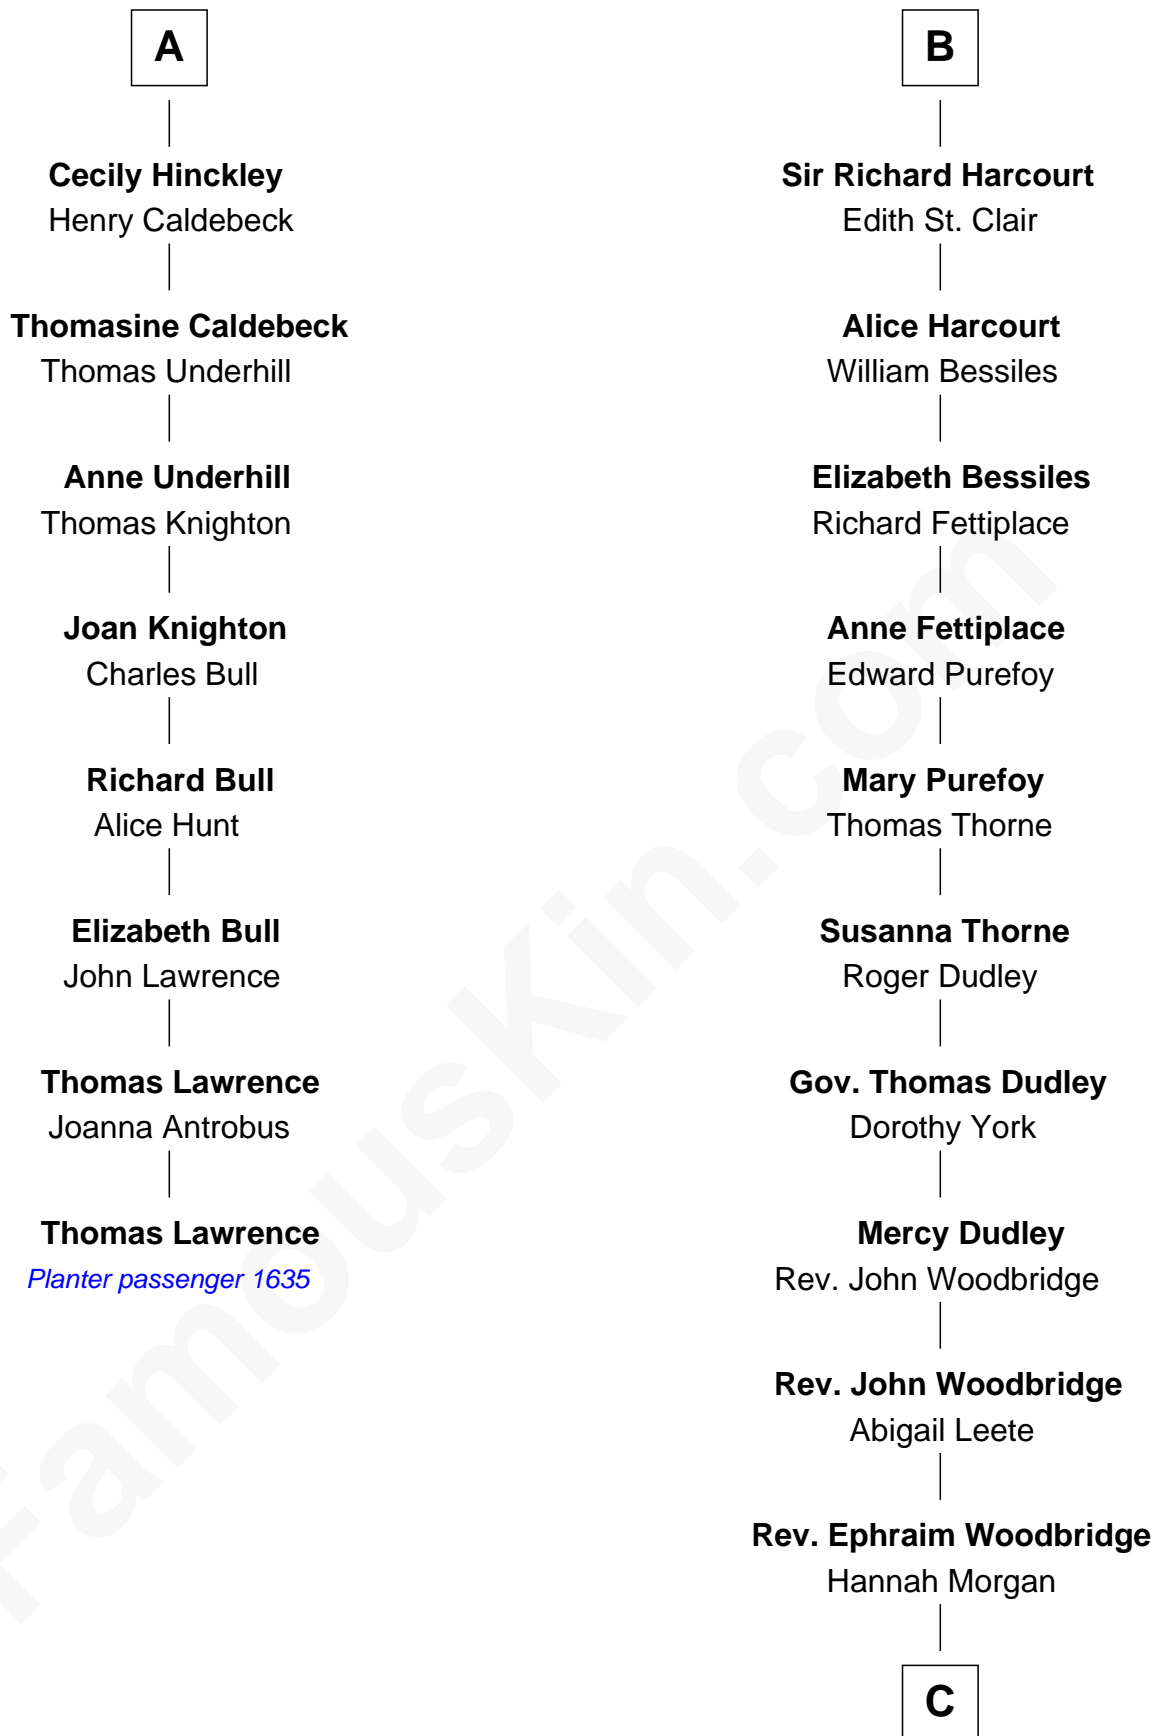 A
Cecily Hinckley
Henry Caldebeck
Thomasine Caldebeck
Thomas Underhill
Anne Underhill
Thomas Knighton
Joan Knighton
Charles Bull
Richard Bull
Alice Hunt
Elizabeth Bull
John Lawrence
Thomas Lawrence
Joanna Antrobus
Thomas Lawrence
Planter passenger 1635
B
Sir Richard Harcourt
Edith St. Clair
Alice Harcourt
William Bessiles
Elizabeth Bessiles
Richard Fettiplace
Anne Fettiplace
Edward Purefoy
Mary Purefoy
Thomas Thorne
Susanna Thorne
Roger Dudley
Gov. Thomas Dudley
Dorothy York
Mercy Dudley
Rev. John Woodbridge
Rev. John Woodbridge
Abigail Leete
Rev. Ephraim Woodbridge
Hannah Morgan
C
FamousKin.com